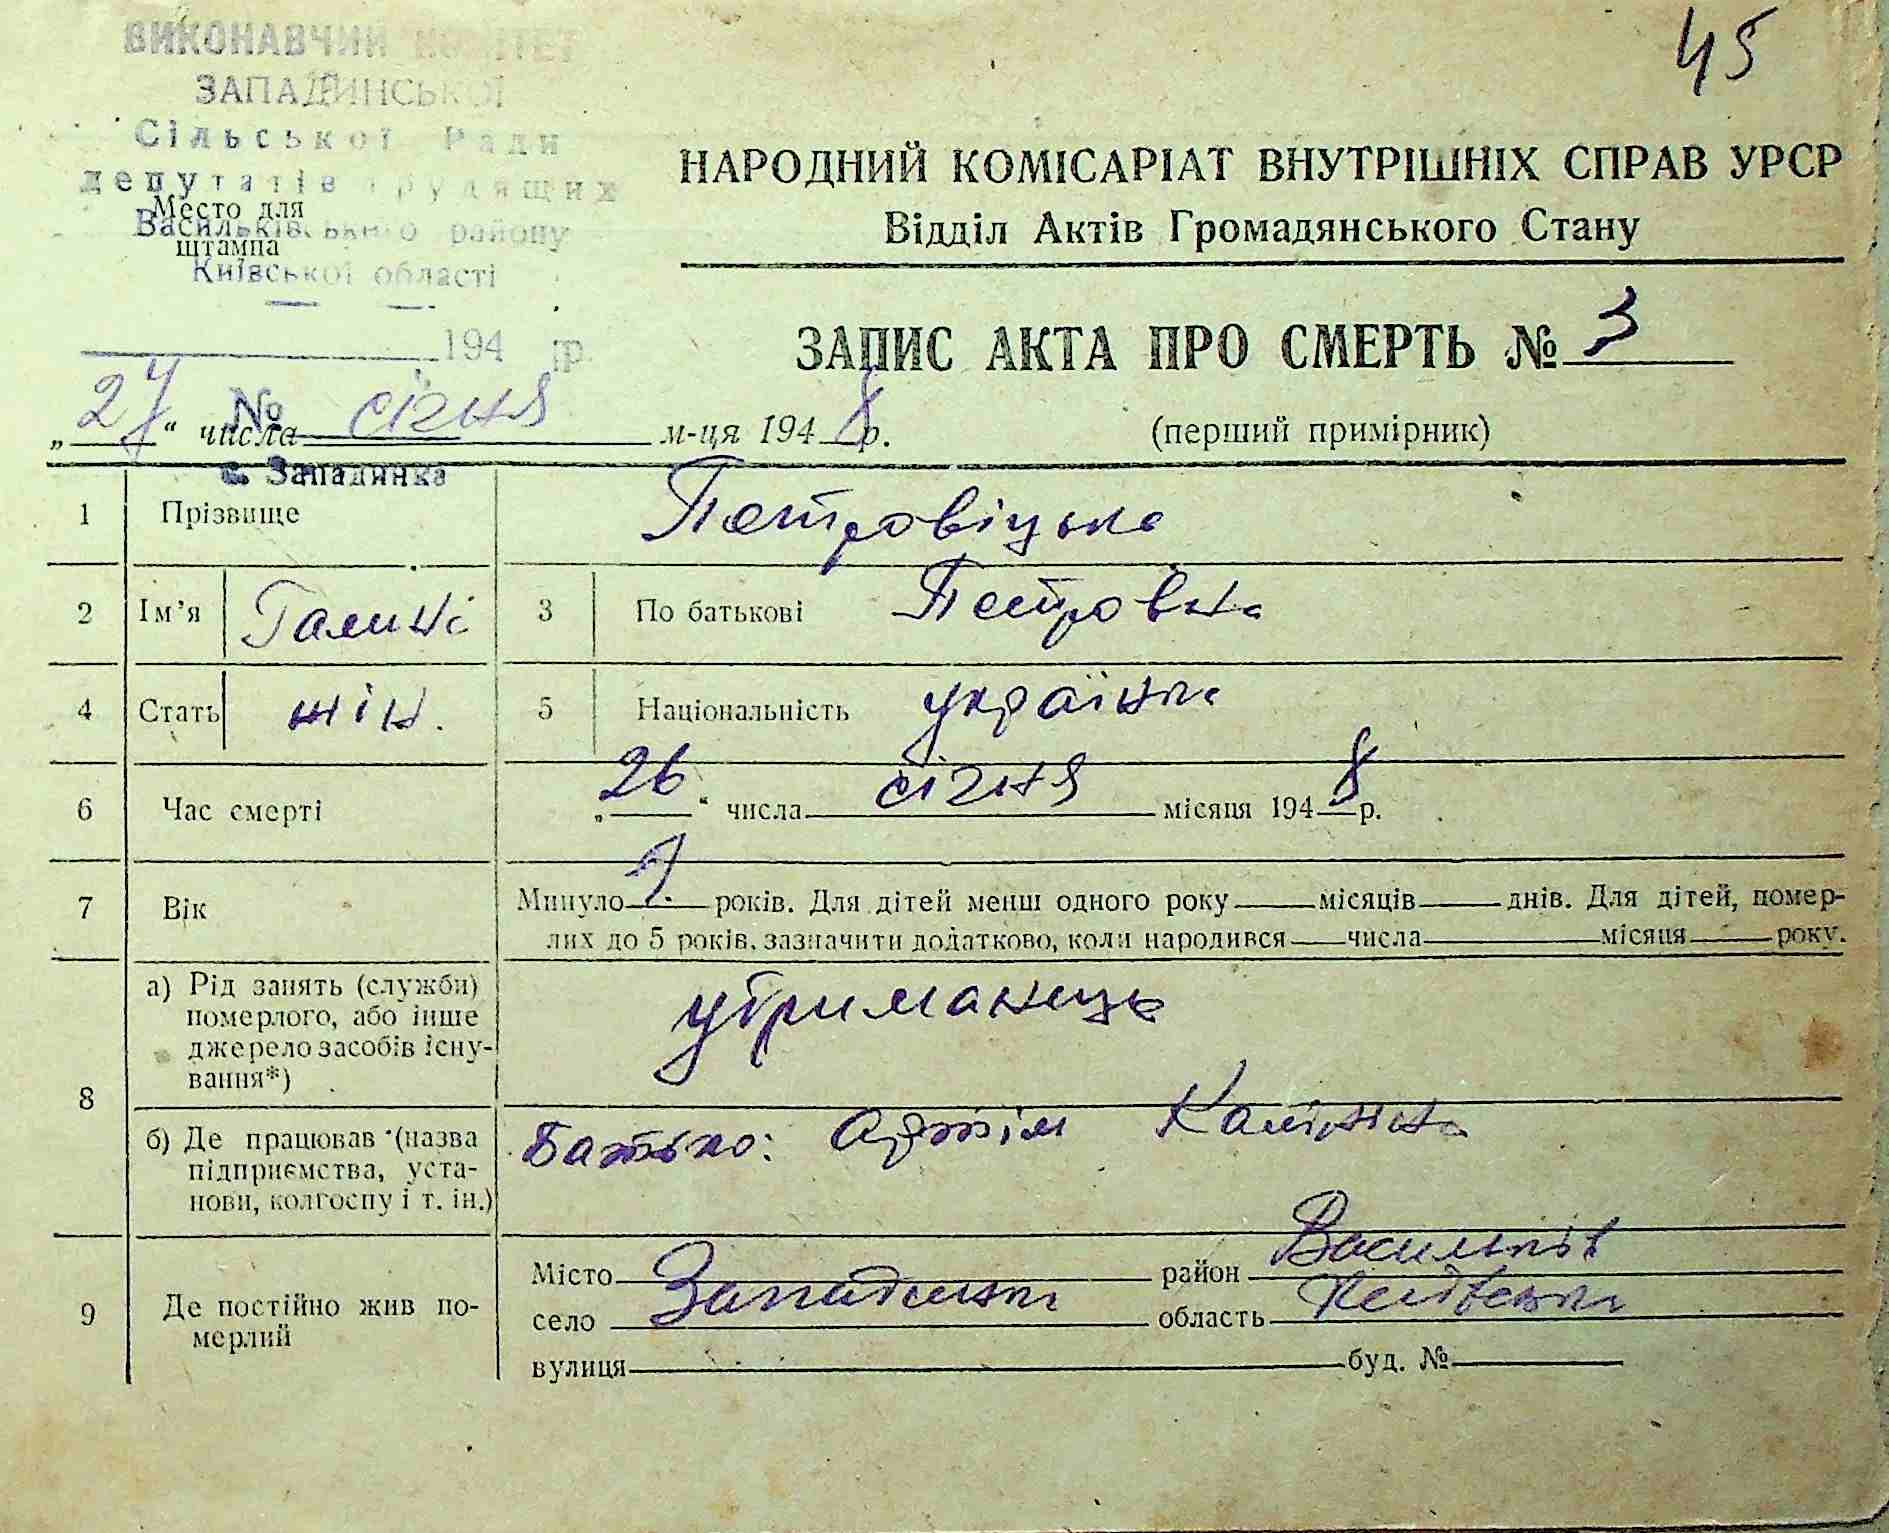 45
ВИКОНАВЧИЙ КОМІТЕТ
ЗАПАДИНСЬКОЇ
Сільської Ради
депутатів трудящих
Васильківського району
Київської області
Место для
штампа
194 р.
№
с. Западинка
НАРОДНИЙ КОМІСАРІАТ ВНУТРІШНІХ СПРАВ УРСР
Відділ Актів Громадянського Стану
ЗАПИС АКТА ПРО СМЕРТЬ № 3
„27“ числа січня м-ця 1948 р. (перший примірник)
1 Прізвище Петровіцька
2 Ім’я Галина 3 По батькові Петровна
4 Стать жін. 5 Національність українка
6 Час смерті „26“ числа січня місяця 1948 р.
7 Вік Минуло років. Для дітей менш одного року місяців днів. Для дітей, помер-
лих до 5 років, зазначити додатково, коли народився числа місяця року.
8 а) Рід занять (служби)
померлого, або інше
джерело засобів існу-
вання*)
утриманець
б) Де працював (назва
підприємства, уста-
нови, колгоспу і т. ін.)
Батько:
9 Де постійно жив по-
мерлий
Місто район Васильків
село Западинка область Київська
вулиця буд. №